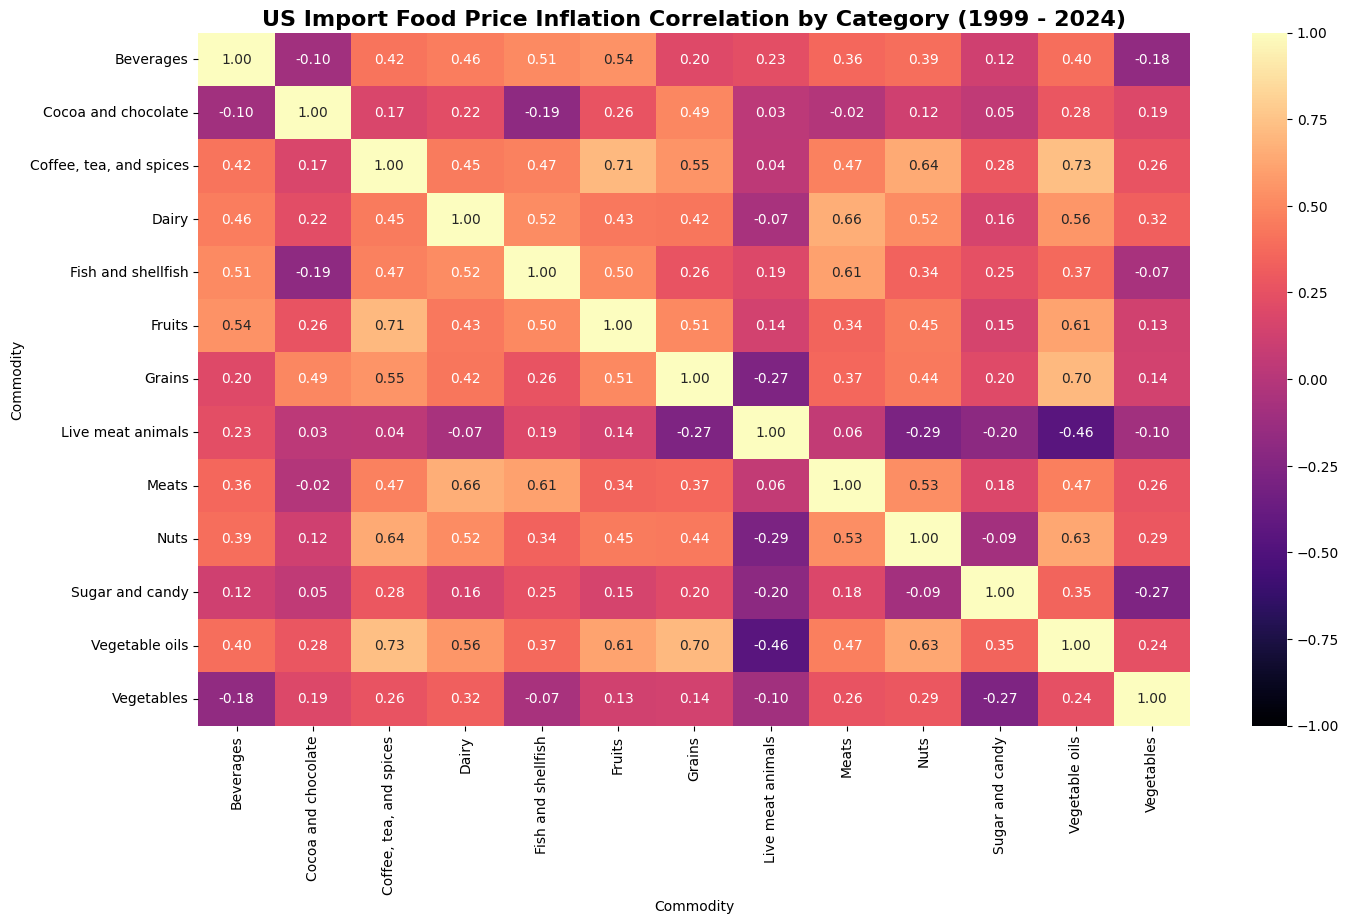 US Import Food Price Inflation Correlation by Category (1999 - 2024)
Commodity
Beverages 1.00 -0.10 0.42 0.46 0.51 0.54 0.20 0.23 0.36 0.39 0.12 0.40 -0.18
Cocoa and chocolate -0.10 1.00 0.17 0.22 -0.19 0.26 0.49 0.03 -0.02 0.12 0.05 0.28 0.19
Coffee, tea, and spices 0.42 0.17 1.00 0.45 0.47 0.71 0.55 0.04 0.47 0.64 0.28 0.73 0.26
Dairy 0.46 0.22 0.45 1.00 0.52 0.43 0.42 -0.07 0.66 0.52 0.16 0.56 0.32
Fish and shellfish 0.51 -0.19 0.47 0.52 1.00 0.50 0.26 0.19 0.61 0.34 0.25 0.37 -0.07
Fruits 0.54 0.26 0.71 0.43 0.50 1.00 0.51 0.14 0.34 0.45 0.15 0.61 0.13
Grains 0.20 0.49 0.55 0.42 0.26 0.51 1.00 -0.27 0.37 0.44 0.20 0.70 0.14
Live meat animals 0.23 0.03 0.04 -0.07 0.19 0.14 -0.27 1.00 0.06 -0.29 -0.20 -0.46 -0.10
Meats 0.36 -0.02 0.47 0.66 0.61 0.34 0.37 0.06 1.00 0.53 0.18 0.47 0.26
Nuts 0.39 0.12 0.64 0.52 0.34 0.45 0.44 -0.29 0.53 1.00 -0.09 0.63 0.29
Sugar and candy 0.12 0.05 0.28 0.16 0.25 0.15 0.20 -0.20 0.18 -0.09 1.00 0.35 -0.27
Vegetable oils 0.40 0.28 0.73 0.56 0.37 0.61 0.70 -0.46 0.47 0.63 0.35 1.00 0.24
Vegetables -0.18 0.19 0.26 0.32 -0.07 0.13 0.14 -0.10 0.26 0.29 -0.27 0.24 1.00
Beverages
Cocoa and chocolate
Coffee, tea, and spices
Dairy
Fish and shellfish
Fruits
Grains
Live meat animals
Meats
Nuts
Sugar and candy
Vegetable oils
Vegetables
Commodity
1.00
0.75
0.50
0.25
0.00
−0.25
−0.50
−0.75
−1.00